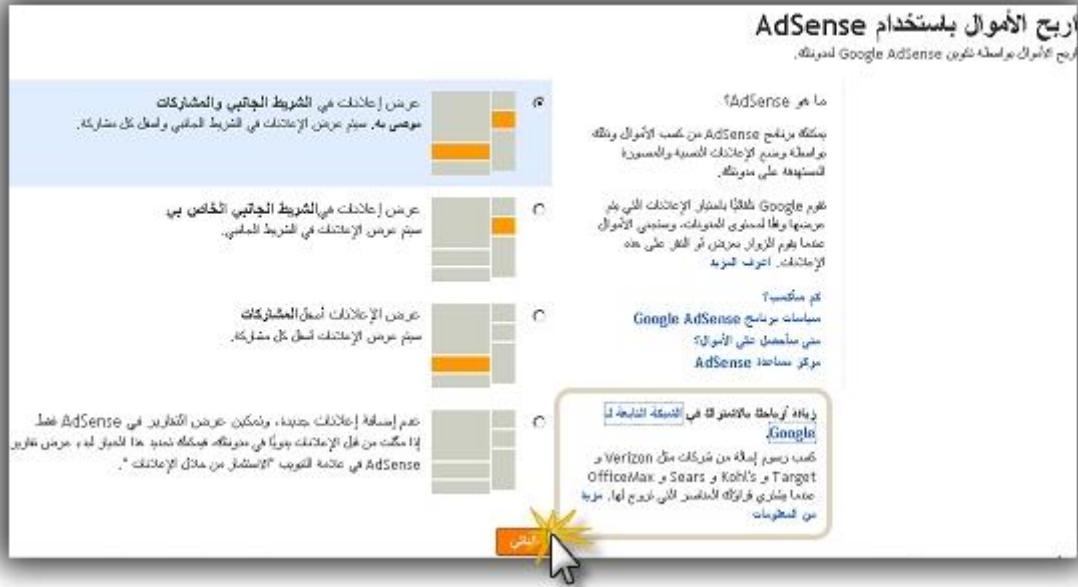 اربح الأموال باستخدام AdSense
اربح الأموال بواسطة تكوين Google AdSense لمدونتك.
ما هو AdSense؟
يمكنك برنامج AdSense من كسب الأموال وذلك
بواسطة وضع الإعلانات النصية والمصورة
المستهدفة على مدونتك.
تقوم Google تلقائيًا باختيار الإعلانات التي يتم
عرضها وفقًا لمحتوى المدونات، وستجني الأموال
عندما يقوم الزوار بعرض أو النقر على هذه
الإعلانات. اعرف المزيد
كم سأكسب؟
سياسات برنامج Google AdSense
متى سأحصل على الأموال؟
مركز مساعدة AdSense
زيادة أرباحك بالاشتراك في الشبكة التابعة لـ
Google.
كسب رسوم إحالة من شركات مثل Verizon و
Target و Kohl's و Sears و OfficeMax
عندما يشتري قراؤك العناصر التي تروج لها. مزيد
من المعلومات
عرض إعلانات في الشريط الجانبي والمشاركات
موصى به. سيتم عرض الإعلانات في الشريط الجانبي وأسفل كل مشاركة.
عرض إعلانات في الشريط الجانبي الخاص بي
سيتم عرض الإعلانات في الشريط الجانبي.
عرض الإعلانات أسفل المشاركات
سيتم عرض الإعلانات أسفل كل مشاركة.
عدم إضافة إعلانات جديدة، وتمكين عرض التقارير في AdSense فقط
إذا مكنت من قبل الإعلانات يدويًا في مدونتك، فيمكنك تحديد هذا الخيار لبدء عرض تقارير
AdSense في علامة التبويب "الاستثمار من خلال الإعلانات".
التالي